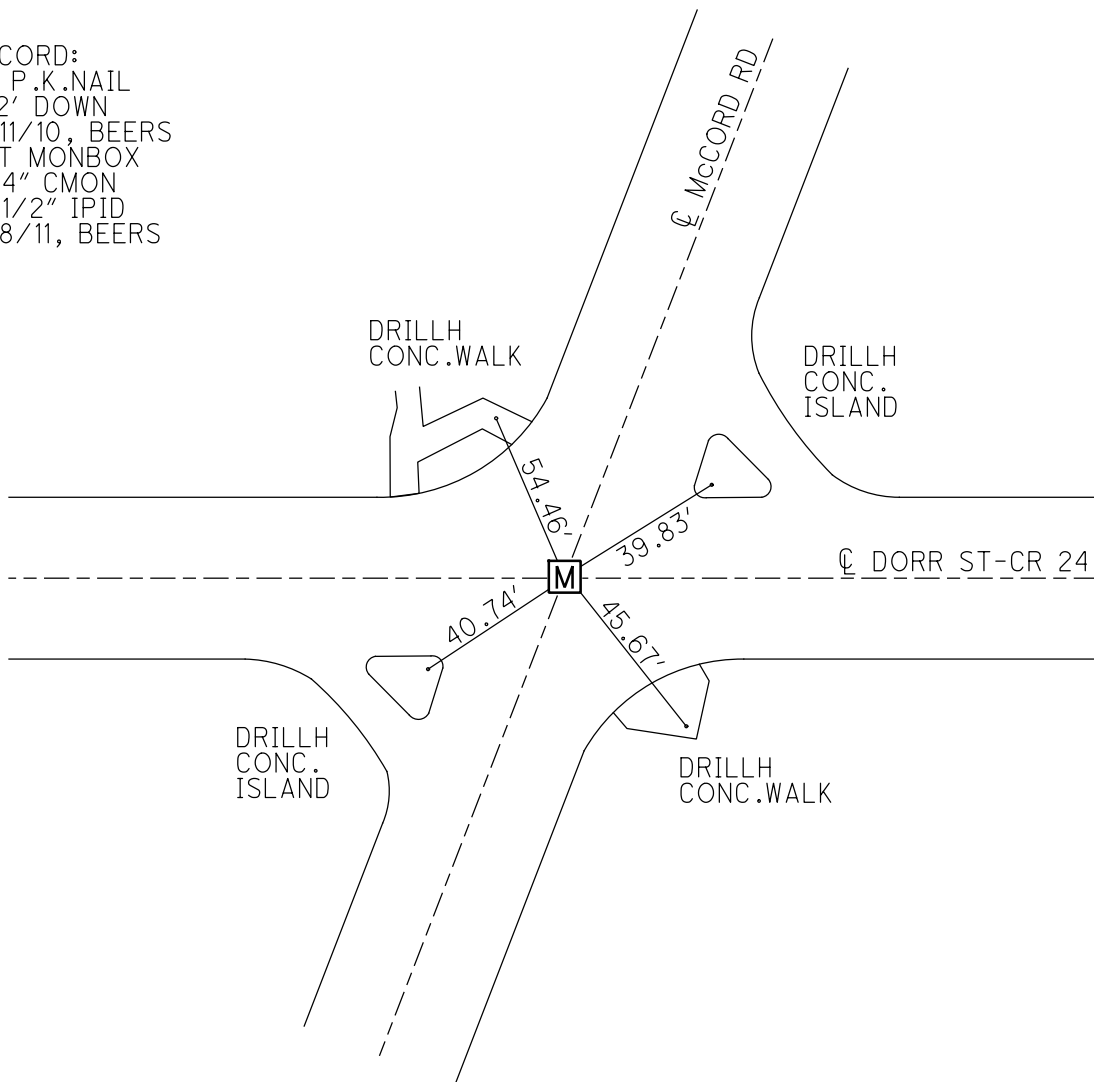 CORD:
P.K.NAIL
2' DOWN
11/10, BEERS
T MONBOX
4" CMON
1/2" IPID
8/11, BEERS
℄ McCORD RD
DRILLH
CONC.WALK
DRILLH
CONC.
ISLAND
54.46'
39.83'
℄ DORR ST-CR 24
M
40.74'
45.67'
DRILLH
CONC.
ISLAND
DRILLH
CONC.WALK